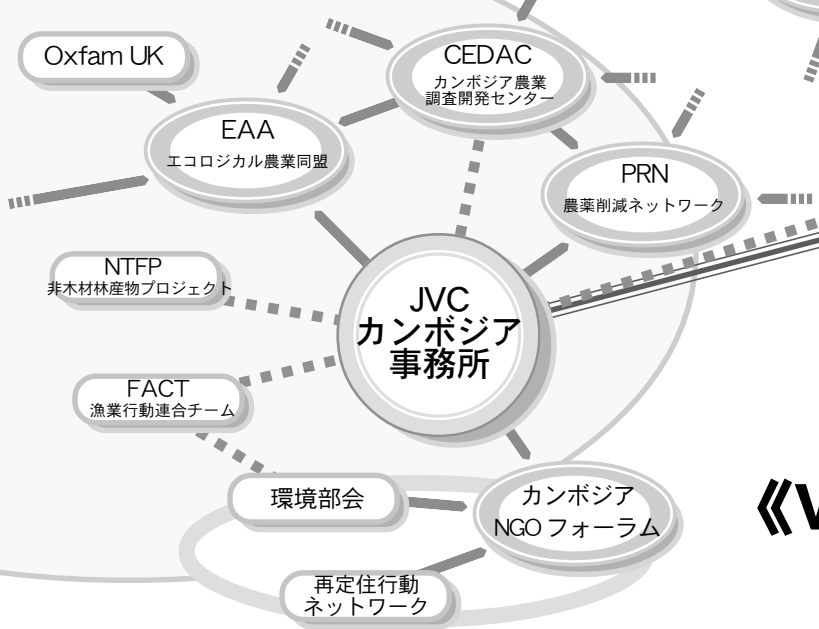 Oxfam UK
CEDAC
カンボジア農業
調査開発センター
EAA
エコロジカル農業同盟
PRN
農薬削減ネットワーク
NTFP
非木材林産物プロジェクト
JVC
カンボジア
事務所
FACT
漁業行動連合チーム
環境部会
カンボジア
NGO フォーラム
再定住行動
ネットワーク
《V